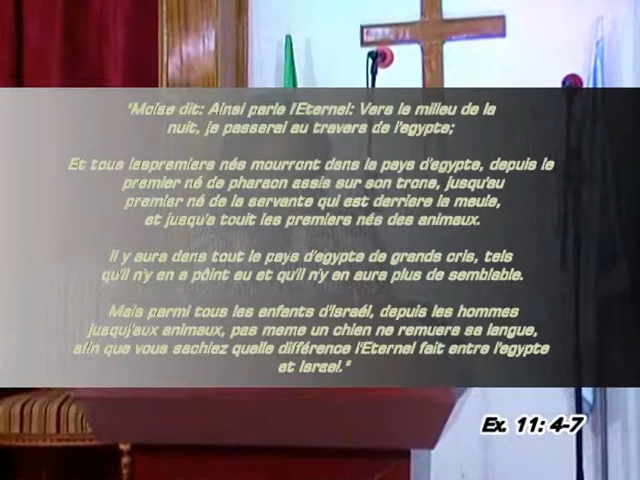 "Moise dit: Ainsi parle l'Eternel: Vers le milieu de la
nuit, je passerai au travers de l'egypte;
Et tous lespremiers nés mourront dans le pays d'egypte, depuis le
premier né de pharaon assis sur son trone, jusqu'au
premier né de la servante qui est derriere la meule,
et jusqu'a touit les premiers nés des animaux.
Il y aura dans tout le pays d'egypte de grands cris, tels
qu'il n'y en a point eu et qu'il n'y en aura plus de semblable.
Mais parmi tous les enfants d'Israél, depuis les hommes
jusqu'aux animaux, pas meme un chien ne remuera sa langue,
afin que vous sachiez quelle différence l'Eternel fait entre l'egypte
et Israel."
Ex. 11: 4-7